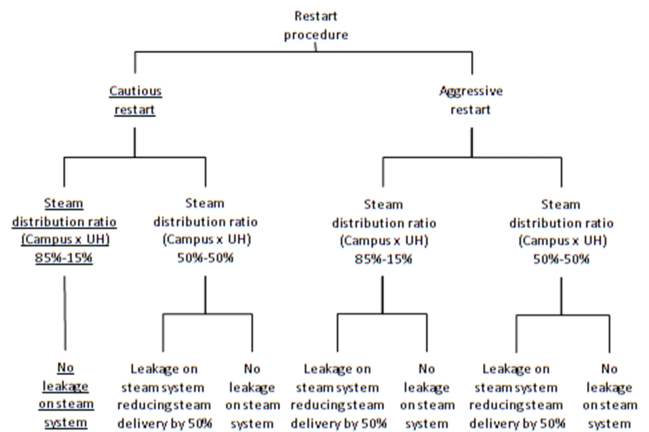 Restart
procedure
Cautious
restart
Aggressive
restart
Steam
distribution ratio
(Campus x UH)
85%-15%
Steam
distribution ratio
(Campus x UH)
50%-50%
Steam
distribution ratio
(Campus x UH)
85%-15%
Steam
distribution ratio
(Campus x UH)
50%-50%
No
leakage
on steam
system
Leakage on
steam system
reducing steam
delivery by 50%
No
leakage
on steam
system
Leakage on
steam system
reducing steam
delivery by 50%
No
leakage
on steam
system
Leakage on
steam system
reducing steam
delivery by 50%
No
leakage
on steam
system